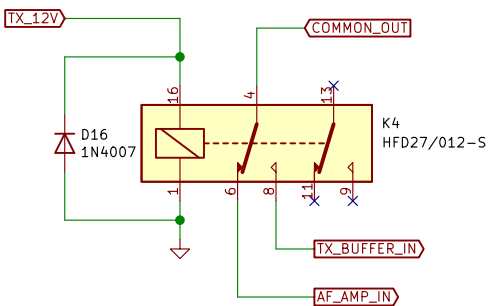 TX_12V
COMMON_OUT
16
4
13
K4
HFD27/012-S
D16
1N4007
1
6
8
11
9
TX_BUFFER_IN
AF_AMP_IN